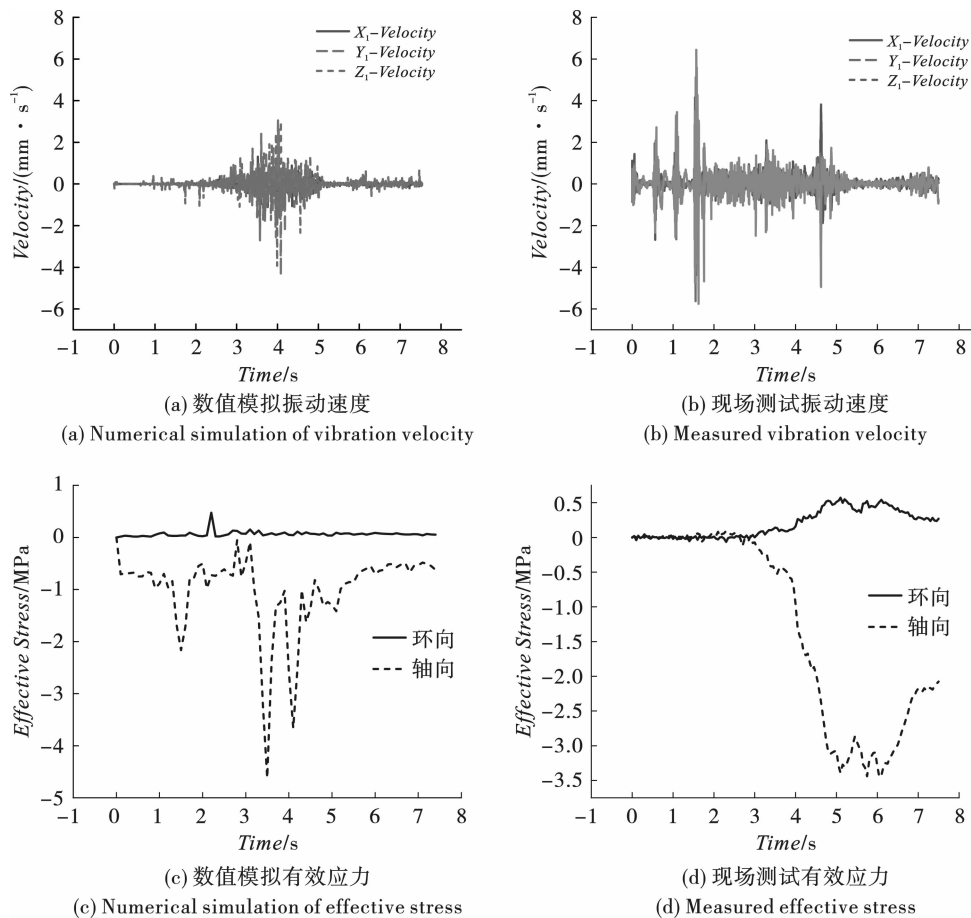 8
6
4
2
0
−2
−4
−6
Velocity/(mm · s⁻¹)
X₁-Velocity
Y₁-Velocity
Z₁-Velocity
−1 0 1 2 3 4 5 6 7 8
Time/s
(a) 数值模拟振动速度
(a) Numerical simulation of vibration velocity
8
6
4
2
0
−2
−4
−6
Velocity/(mm · s⁻¹)
X₁-Velocity
Y₁-Velocity
Z₁-Velocity
−1 0 1 2 3 4 5 6 7 8
Time/s
(b) 现场测试振动速度
(b) Measured vibration velocity
1
0
−1
−2
−3
−4
−5
Effective Stress/MPa
环向
轴向
−1 0 1 2 3 4 5 6 7 8
Time/s
(c) 数值模拟有效应力
(c) Numerical simulation of effective stress
0.5
0
−0.5
−1.0
−1.5
−2.0
−2.5
−3.0
−3.5
Effective Stress/MPa
环向
轴向
−1 0 1 2 3 4 5 6 7 8
Time/s
(d) 现场测试有效应力
(d) Measured effective stress